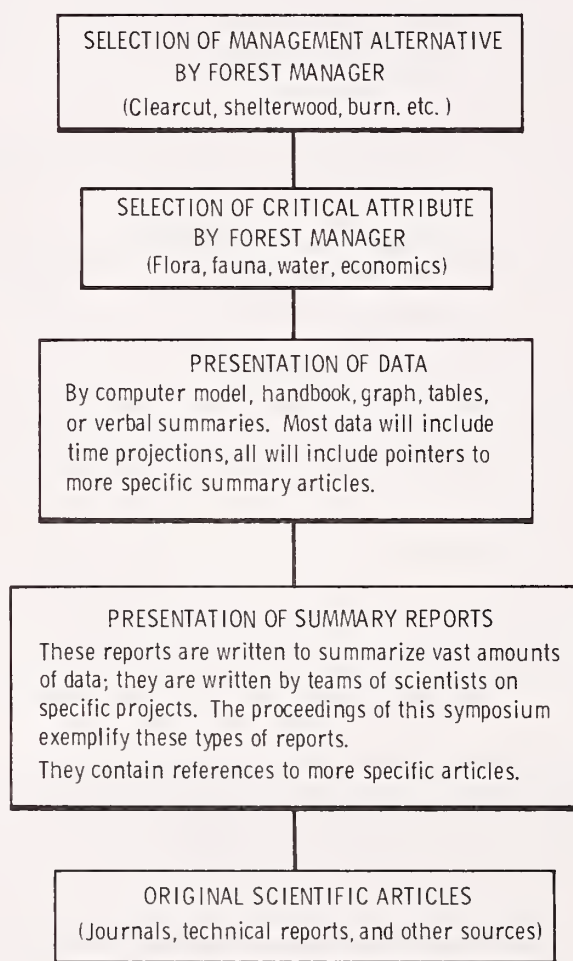 SELECTION OF MANAGEMENT ALTERNATIVE
BY FOREST MANAGER
(Clearcut, shelterwood, burn. etc. )
SELECTION OF CRITICAL ATTRIBUTE
BY FOREST MANAGER
(Flora, fauna, water, economics)
PRESENTATION OF DATA
By computer model, handbook, graph, tables,
or verbal summaries. Most data will include
time projections, all will include pointers to
more specific summary articles.
PRESENTATION OF SUMMARY REPORTS
These reports are written to summarize vast amounts
of data; they are written by teams of scientists on
specific projects. The proceedings of this symposium
exemplify these types of reports.
They contain references to more specific articles.
ORIGINAL SCIENTIFIC ARTICLES
(Journals, technical reports, and other sources)